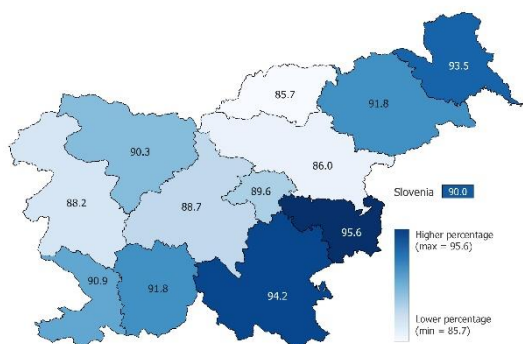 93.5
85.7
91.8
90.3
86.0
89.6
88.2
88.7
Slovenia 90.0
95.6
Higher percentage
(max = 95.6)
90.9
91.8
94.2
Lower percentage
(min = 85.7)